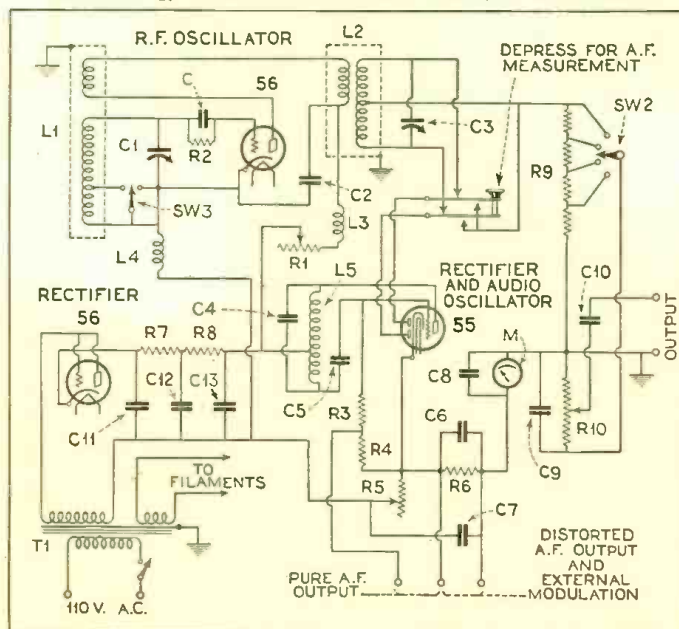 R.F. OSCILLATOR
L2
DEPRESS FOR A.F.
MEASUREMENT
C
56
SW2
L1
C1
R2
C3
R9
C2
SW3
L3
L4
R1
L5
RECTIFIER
AND AUDIO
OSCILLATOR
C10
RECTIFIER
56
C4
55
OUTPUT
R7
R8
M
C8
C12
C13
C5
R3
C6
C11
R4
C9
R10
R5
R6
TO
FILAMENTS
C7
T1
DISTORTED
A.F. OUTPUT
AND
EXTERNAL
MODULATION
PURE A.F.
OUTPUT
110 V. A.C.